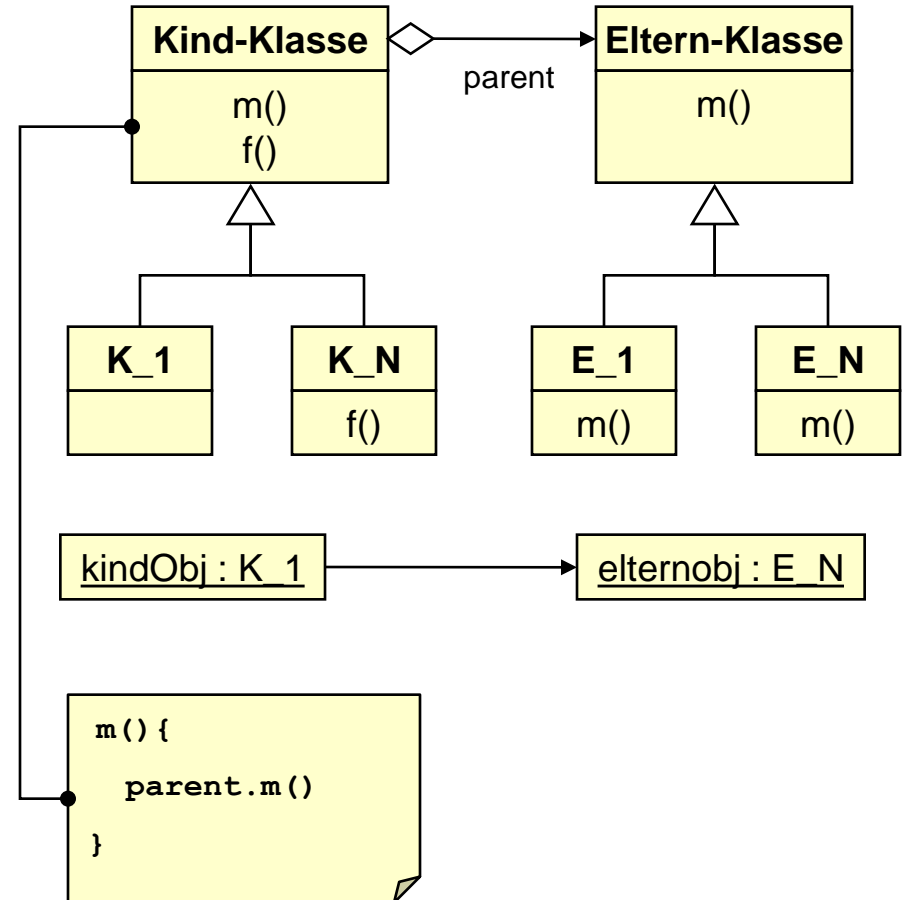 Kind-Klasse
Eltern-Klasse
parent
m()
f()
m()
K_1
K_N
f()
E_1
m()
E_N
m()
kindObj : K_1
elternobj : E_N
m(){
parent.m()
}